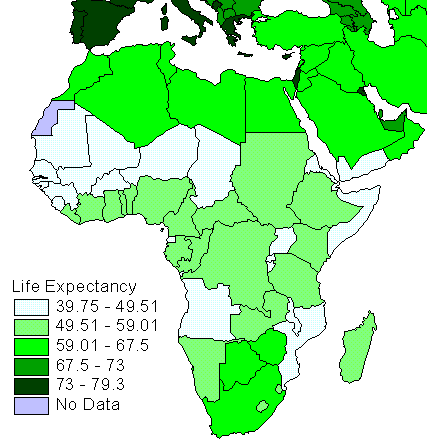 Life Expectancy
39.75 - 49.51
49.51 - 59.01
59.01 - 67.5
67.5 - 73
73 - 79.3
No Data